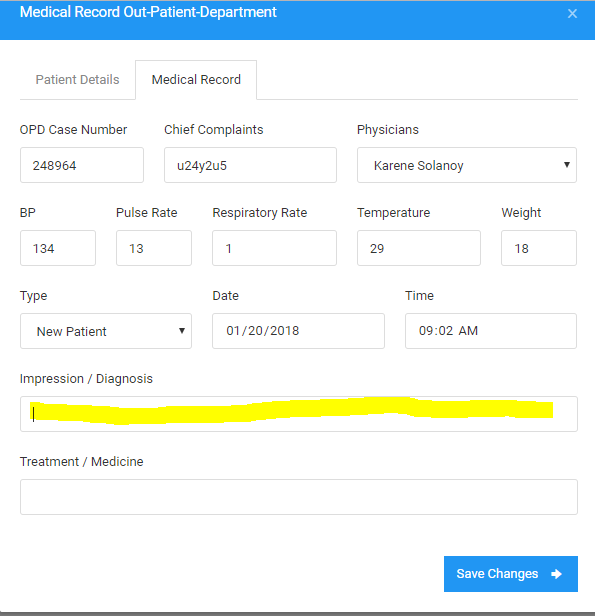 Medical Record Out-Patient-Department ×
Patient Details Medical Record
OPD Case Number Chief Complaints Physicians
248964 u24y2u5 Karene Solanoy
BP Pulse Rate Respiratory Rate Temperature Weight
134 13 1 29 18
Type Date Time
New Patient 01/20/2018 09:02 AM
Impression / Diagnosis
Treatment / Medicine
Save Changes